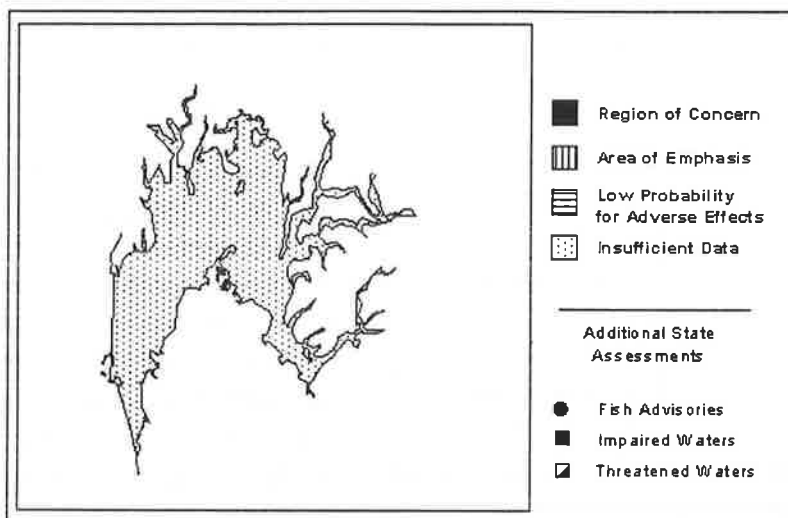 Region of Concern
Area of Emphasis
Low Probability
for Adverse Effects
Insufficient Data
Additional State
Assessments
Fish Advisories
Impaired Waters
Threatened Waters